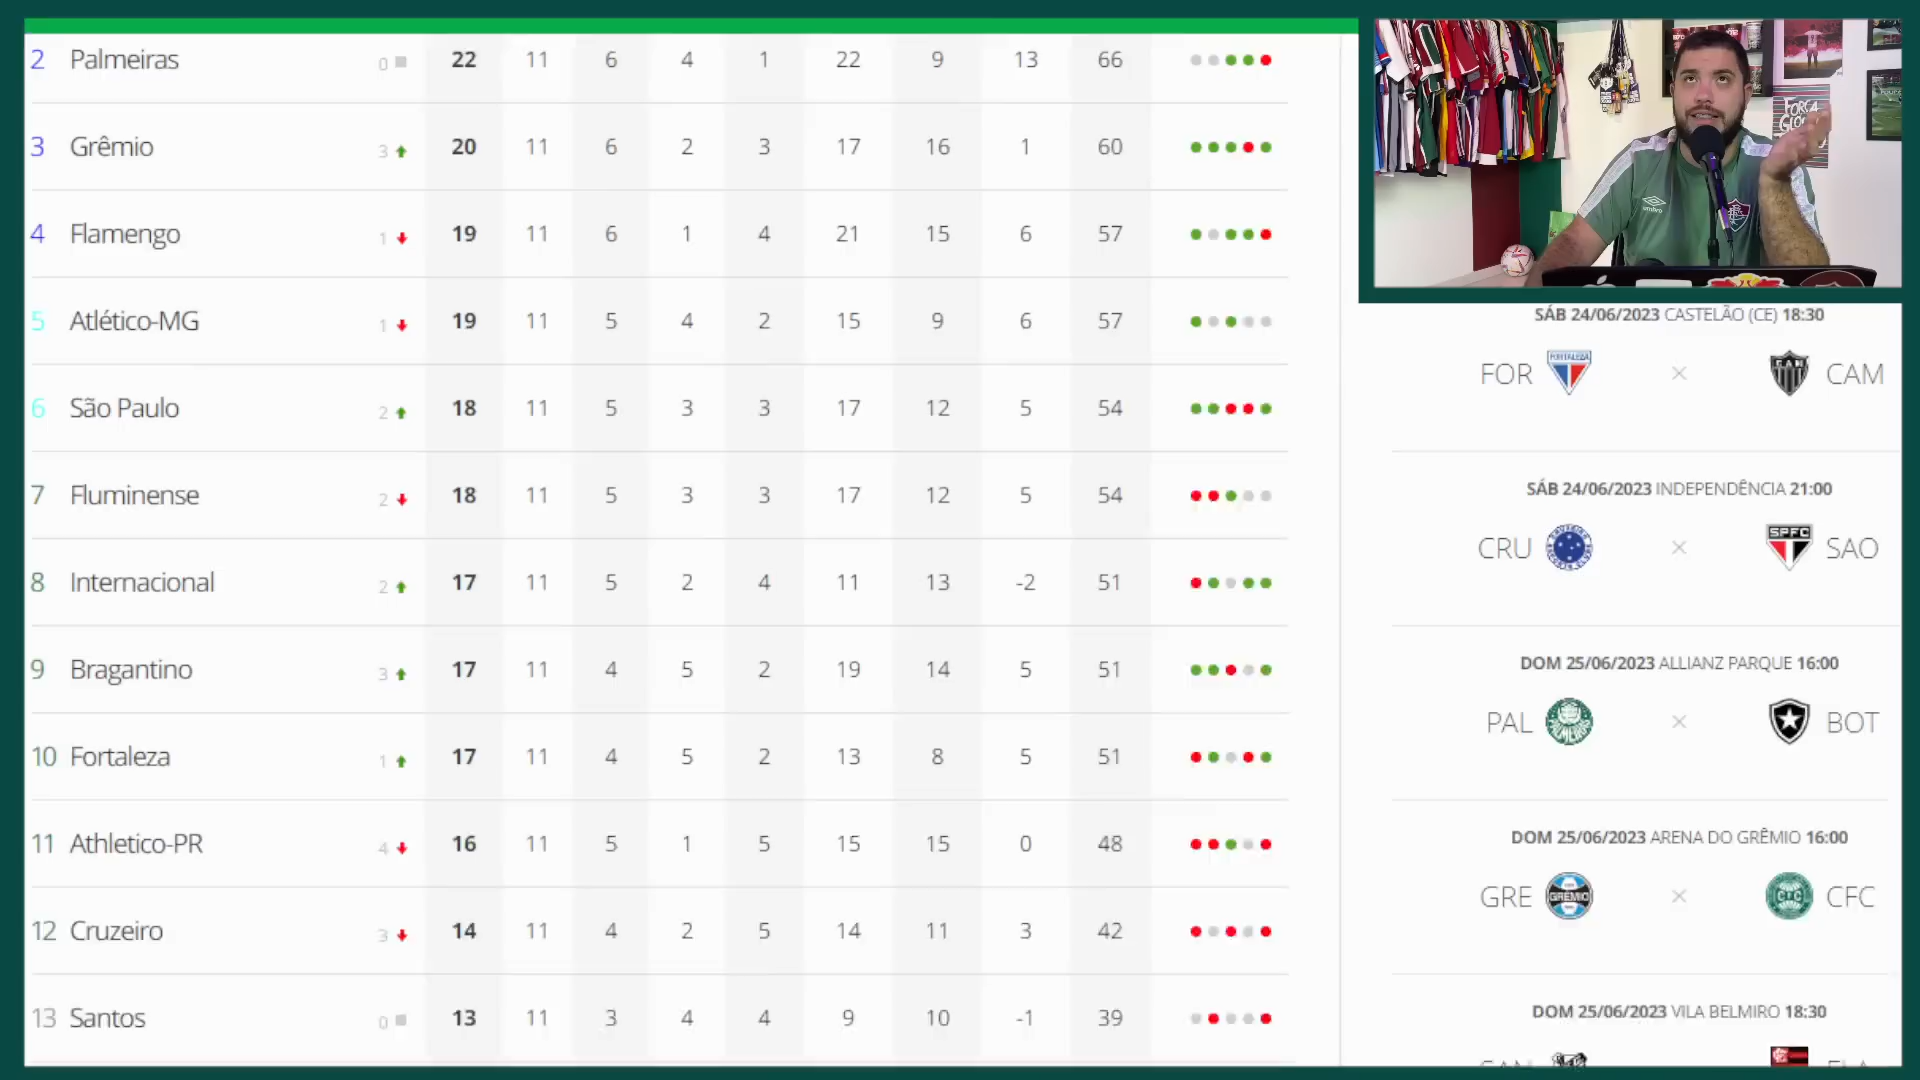 2 Palmeiras 0 22 11 6 4 1 22 9 13 66
3 Grêmio 3 20 11 6 2 3 17 16 1 60
4 Flamengo 1 19 11 6 1 4 21 15 6 57
5 Atlético-MG 1 19 11 5 4 2 15 9 6 57
6 São Paulo 2 18 11 5 3 3 17 12 5 54
7 Fluminense 2 18 11 5 3 3 17 12 5 54
8 Internacional 2 17 11 5 2 4 11 13 -2 51
9 Bragantino 3 17 11 4 5 2 19 14 5 51
10 Fortaleza 1 17 11 4 5 2 13 8 5 51
11 Athletico-PR 4 16 11 5 1 5 15 15 0 48
12 Cruzeiro 3 14 11 4 2 5 14 11 3 42
13 Santos 0 13 11 3 4 4 9 10 -1 39
FORÇA
umbro
SÁB 24/06/2023 CASTELÃO (CE) 18:30
FOR FORTALEZA × CAM
SÁB 24/06/2023 INDEPENDÊNCIA 21:00
CRU × SPFC SAO
DOM 25/06/2023 ALLIANZ PARQUE 16:00
PAL × BOT
DOM 25/06/2023 ARENA DO GRÊMIO 16:00
GRE GRÊMIO × CFC CFC
DOM 25/06/2023 VILA BELMIRO 18:30